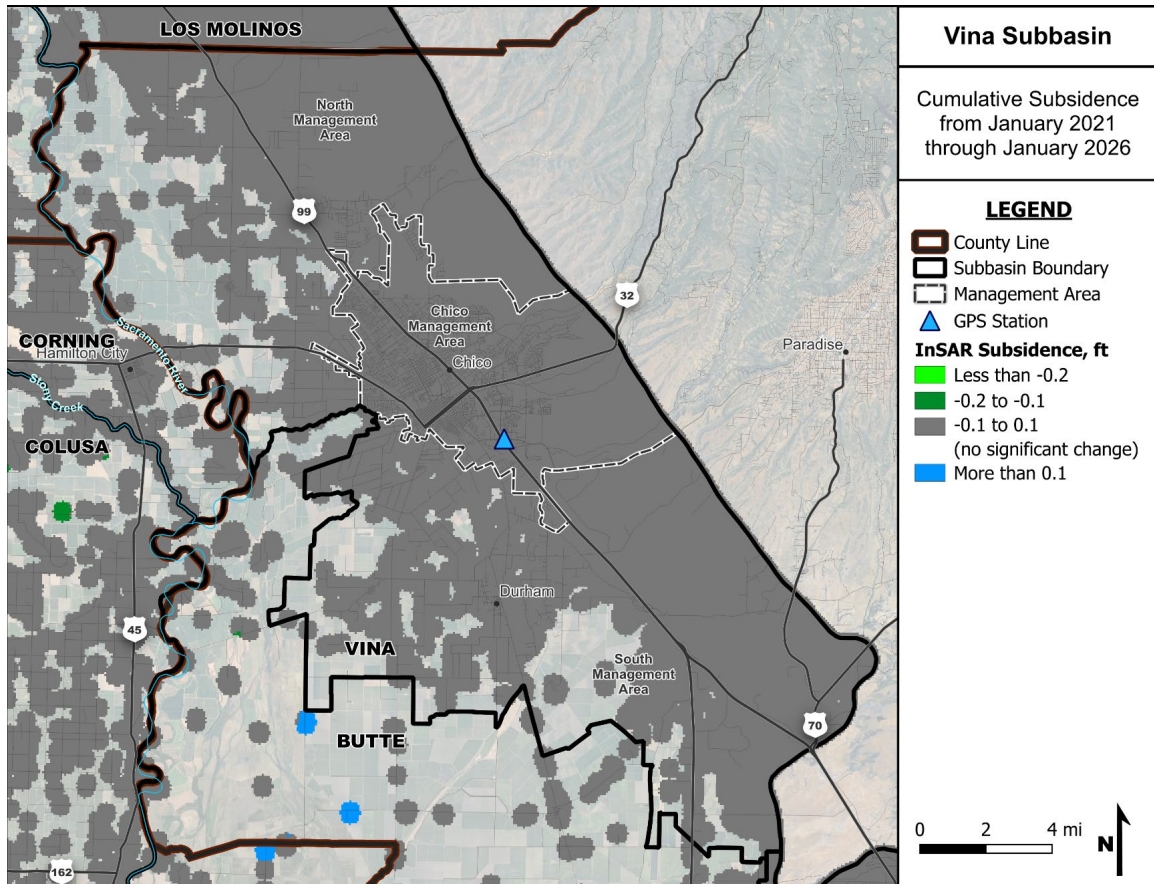 LOS MOLINOS
North
Management
Area
99
32
Chico
Management
Area
Chico
Paradise
CORNING
Hamilton City
Sacramento River
Stony Creek
COLUSA
Durham
45
VINA
South
Management
Area
BUTTE
70
162
Vina Subbasin
Cumulative Subsidence
from January 2021
through January 2026
LEGEND
County Line
Subbasin Boundary
Management Area
GPS Station
InSAR Subsidence, ft
Less than -0.2
-0.2 to -0.1
-0.1 to 0.1
(no significant change)
More than 0.1
0 2 4 mi
N